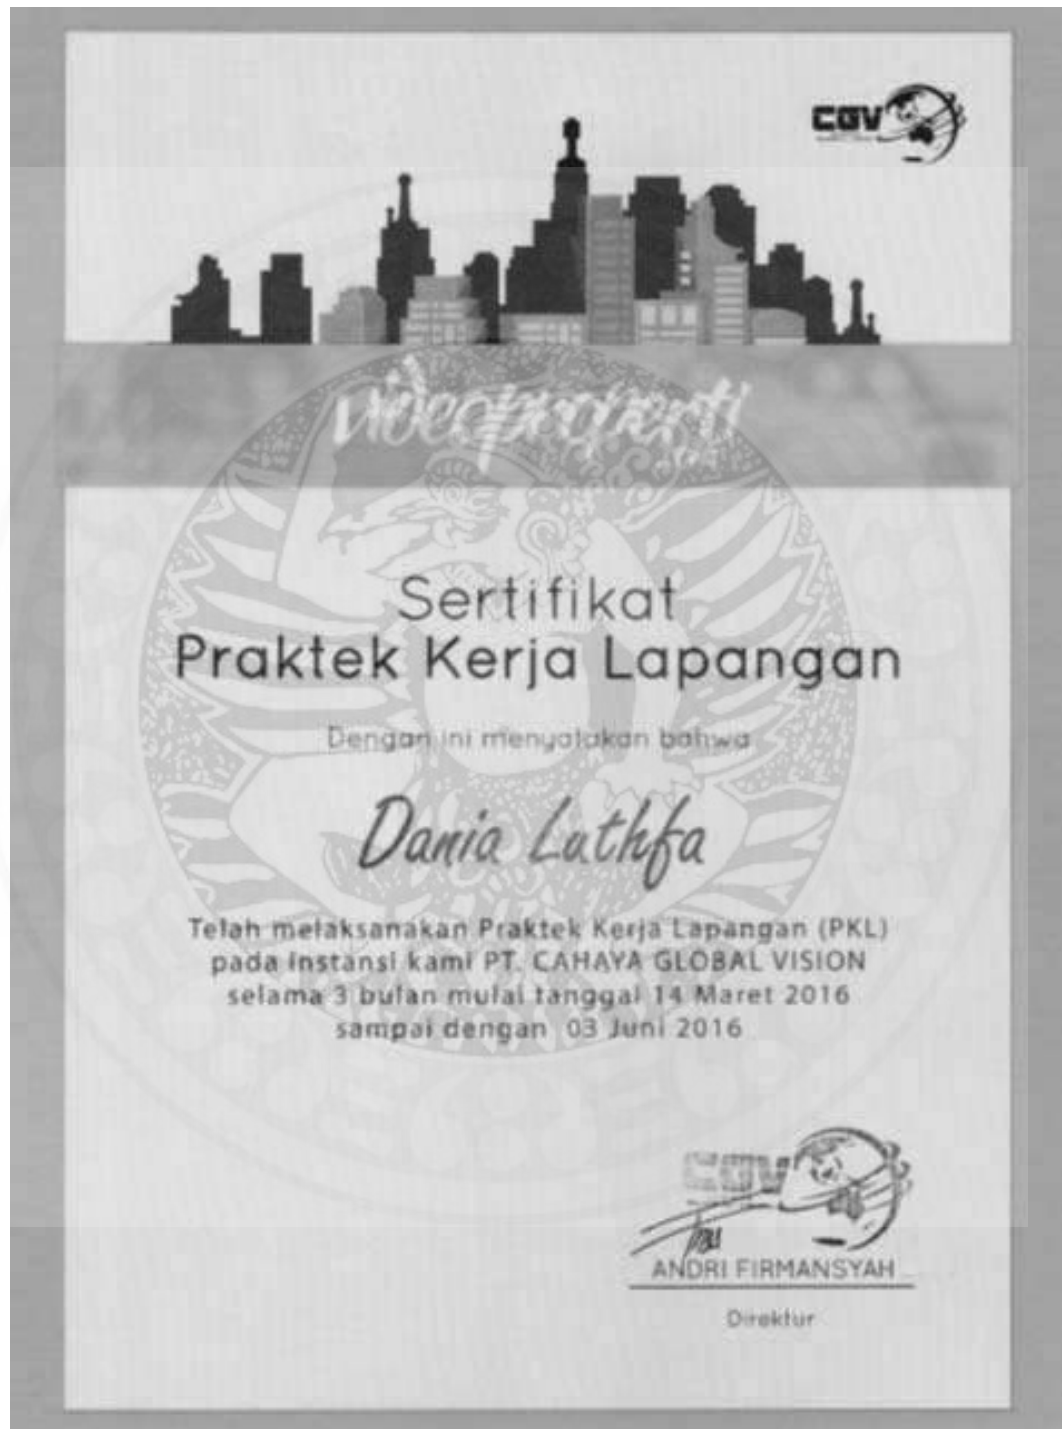 CGV
videoproperti
Sertifikat
Praktek Kerja Lapangan
Dengan ini menyatakan bahwa
Dania Luthfa
Telah melaksanakan Praktek Kerja Lapangan (PKL)
pada instansi kami PT. CAHAYA GLOBAL VISION
selama 3 bulan mulai tanggal 14 Maret 2016
sampai dengan 03 Juni 2016
CGV
ANDRI FIRMANSYAH
Direktur